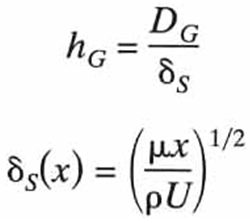 h_G = D_G / δ_S
δ_S(x) = (μx / ρU)^{1/2}